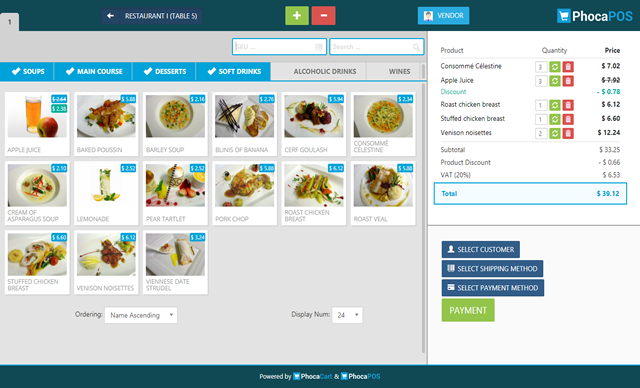 1
RESTAURANT I (TABLE 5)
VENDOR
PhocaPOS
SKU ...
Search ...
SOUPS
MAIN COURSE
DESSERTS
SOFT DRINKS
ALCOHOLIC DRINKS
WINES
$ 2.64
$ 2.38
APPLE JUICE
$ 5.88
BAKED POUSSIN
$ 2.16
BARLEY SOUP
$ 2.76
BLINIS OF BANANA
$ 5.94
CERF GOULASH
$ 2.34
CONSOMMÉ
CÉLESTINE
$ 2.10
CREAM OF
ASPARAGUS SOUP
$ 2.52
LEMONADE
$ 2.52
PEAR TARTLET
$ 5.88
PORK CHOP
$ 6.12
ROAST CHICKEN
BREAST
$ 5.88
ROAST VEAL
$ 6.60
STUFFED CHICKEN
BREAST
$ 6.12
VENISON NOISETTES
$ 3.24
VIENNESE DATE
STRUDEL
Ordering: Name Ascending
Display Num: 24
Product Quantity Price
Consommé Célestine 3 $ 7.02
Apple Juice 3 $ 7.92
Discount - $ 0.78
Roast chicken breast 1 $ 6.12
Stuffed chicken breast 1 $ 6.60
Venison noisettes 2 $ 12.24
Subtotal $ 33.25
Product Discount - $ 0.66
VAT (20%) $ 6.53
Total $ 39.12
SELECT CUSTOMER
SELECT SHIPPING METHOD
SELECT PAYMENT METHOD
PAYMENT
Powered by PhocaCart & PhocaPOS